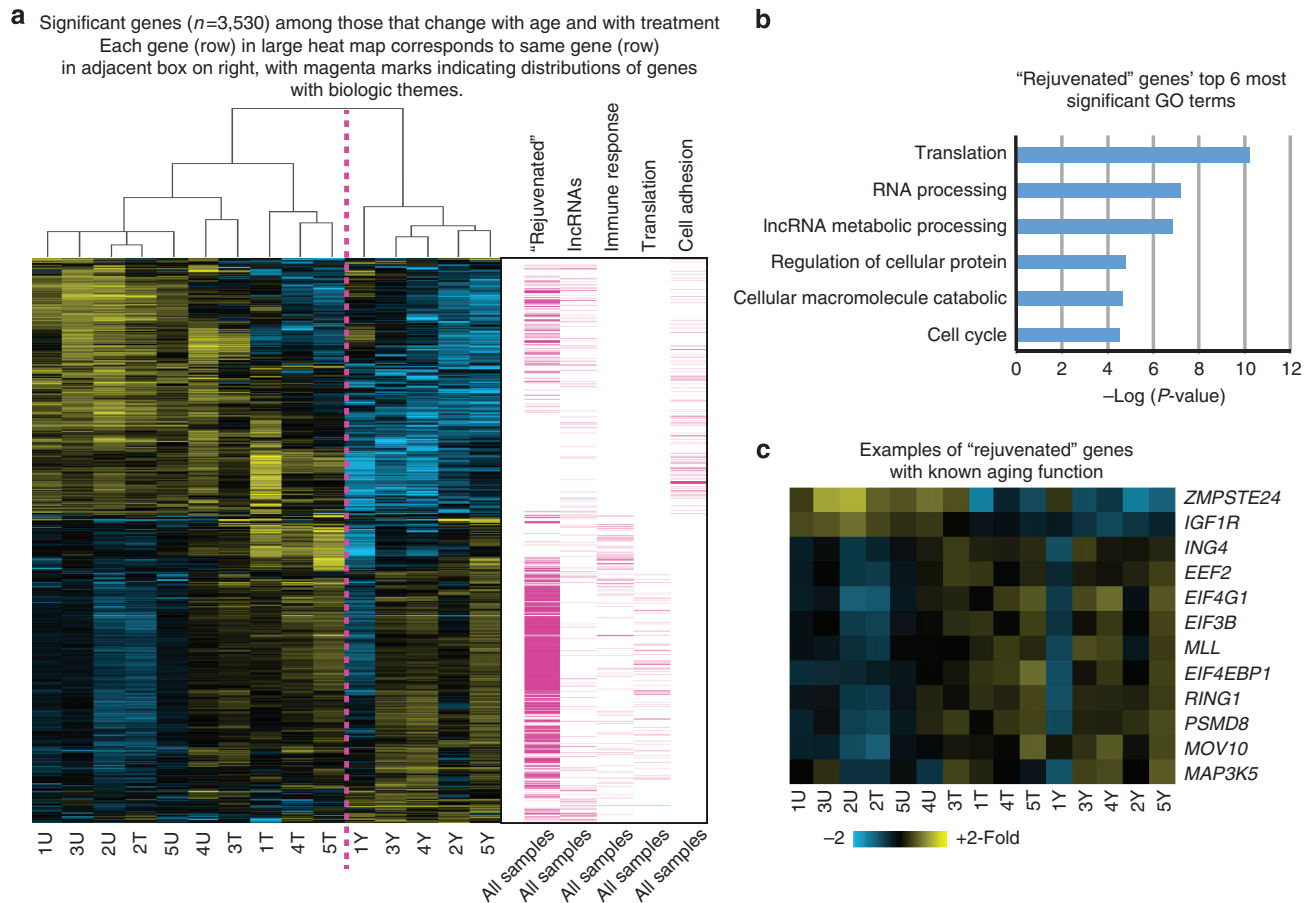 a
Significant genes (n=3,530) among those that change with age and with treatment
Each gene (row) in large heat map corresponds to same gene (row)
in adjacent box on right, with magenta marks indicating distributions of genes
with biologic themes.
"Rejuvenated"
lncRNAs
Immune response
Translation
Cell adhesion
1U 3U 2U 2T 5U 4U 3T 1T 4T 5T 1Y 3Y 4Y 2Y 5Y
All samples All samples All samples All samples All samples
b
"Rejuvenated" genes' top 6 most
significant GO terms
Translation
RNA processing
lncRNA metabolic processing
Regulation of cellular protein
Cellular macromolecule catabolic
Cell cycle
0 2 4 6 8 10 12
–Log (P-value)
c
Examples of "rejuvenated" genes
with known aging function
ZMPSTE24
IGF1R
ING4
EEF2
EIF4G1
EIF3B
MLL
EIF4EBP1
RING1
PSMD8
MOV10
MAP3K5
1U 3U 2U 2T 5U 4U 3T 1T 4T 5T 1Y 3Y 4Y 2Y 5Y
–2 +2-Fold